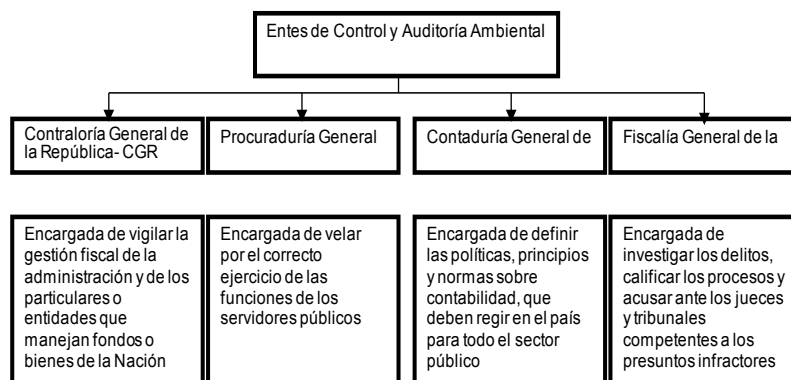 Entes de Control y Auditoría Ambiental
Contraloría General de
la República- CGR
Procuraduría General
Contaduría General de
Fiscalía General de la
Encargada de vigilar la
gestión fiscal de la
administración y de los
particulares o
entidades que
manejan fondos o
bienes de la Nación
Encargada de velar
por el correcto
ejercicio de las
funciones de los
servidores públicos
Encargada de definir
las políticas, principios
y normas sobre
contabilidad, que
deben regir en el país
para todo el sector
público
Encargada de
investigar los delitos,
calificar los procesos y
acusar ante los jueces
y tribunales
competentes a los
presuntos infractores